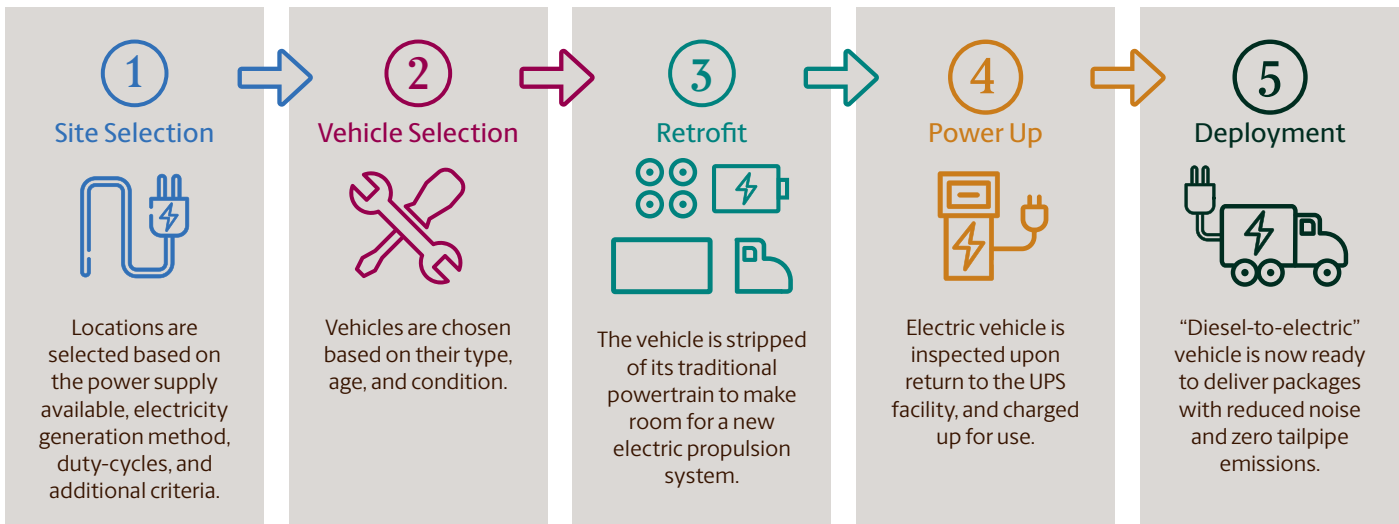 1
Site Selection
Locations are
selected based on
the power supply
available, electricity
generation method,
duty-cycles, and
additional criteria.
2
Vehicle Selection
Vehicles are chosen
based on their type,
age, and condition.
3
Retrofit
The vehicle is stripped
of its traditional
powertrain to make
room for a new
electric propulsion
system.
4
Power Up
Electric vehicle is
inspected upon
return to the UPS
facility, and charged
up for use.
5
Deployment
“Diesel-to-electric”
vehicle is now ready
to deliver packages
with reduced noise
and zero tailpipe
emissions.